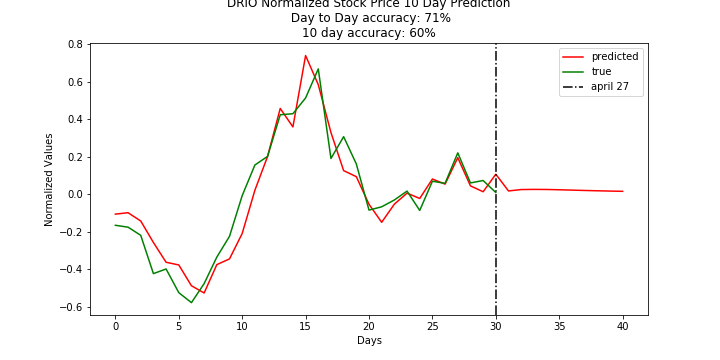 DRIO Normalized Stock Price 10 Day Prediction
Day to Day accuracy: 71%
10 day accuracy: 60%
0.8
0.6
0.4
0.2
0.0
−0.2
−0.4
−0.6
Normalized Values
predicted
true
april 27
0 5 10 15 20 25 30 35 40
Days